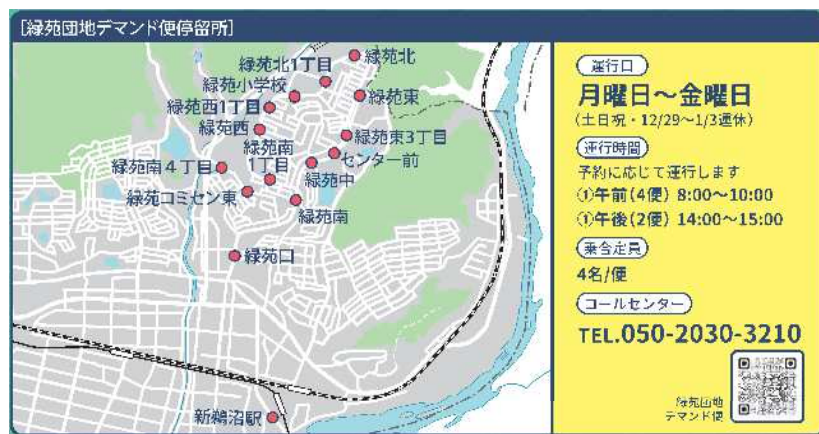 [緑苑団地デマンド便停留所]
緑苑北
緑苑北1丁目
緑苑小学校
緑苑東
緑苑西1丁目
緑苑西
緑苑東3丁目
緑苑南
1丁目
センター前
緑苑南4丁目
緑苑中
緑苑コミセン東
緑苑南
緑苑口
新鵜沼駅
運行日
月曜日～金曜日
(土日祝・12/29～1/3運休)
運行時間
予約に応じて運行します
①午前(4便) 8:00～10:00
①午後(2便) 14:00～15:00
乗合定員
4名/便
コールセンター
TEL.050-2030-3210
緑苑団地
デマンド便